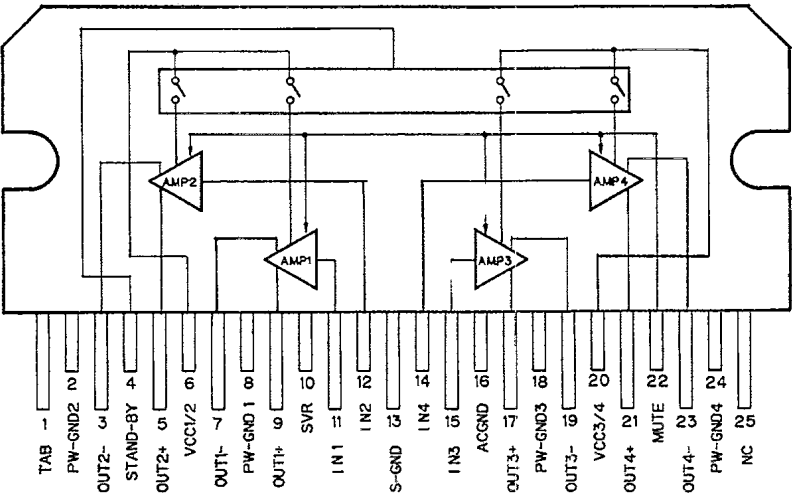 AMP2
AMP4
AMP1
AMP3
2
4
6
8
10
12
14
16
18
20
22
24
1
3
5
7
9
11
13
15
17
19
21
23
25
TAB
PW-GND2
OUT2-
STAND-BY
OUT2+
VCC1/2
OUT1-
PW-GND1
OUT1+
SVR
IN1
IN2
S-GND
IN4
IN3
ACGND
OUT3+
PW-GND3
OUT3-
VCC3/4
OUT4+
MUTE
OUT4-
PW-GND4
NC